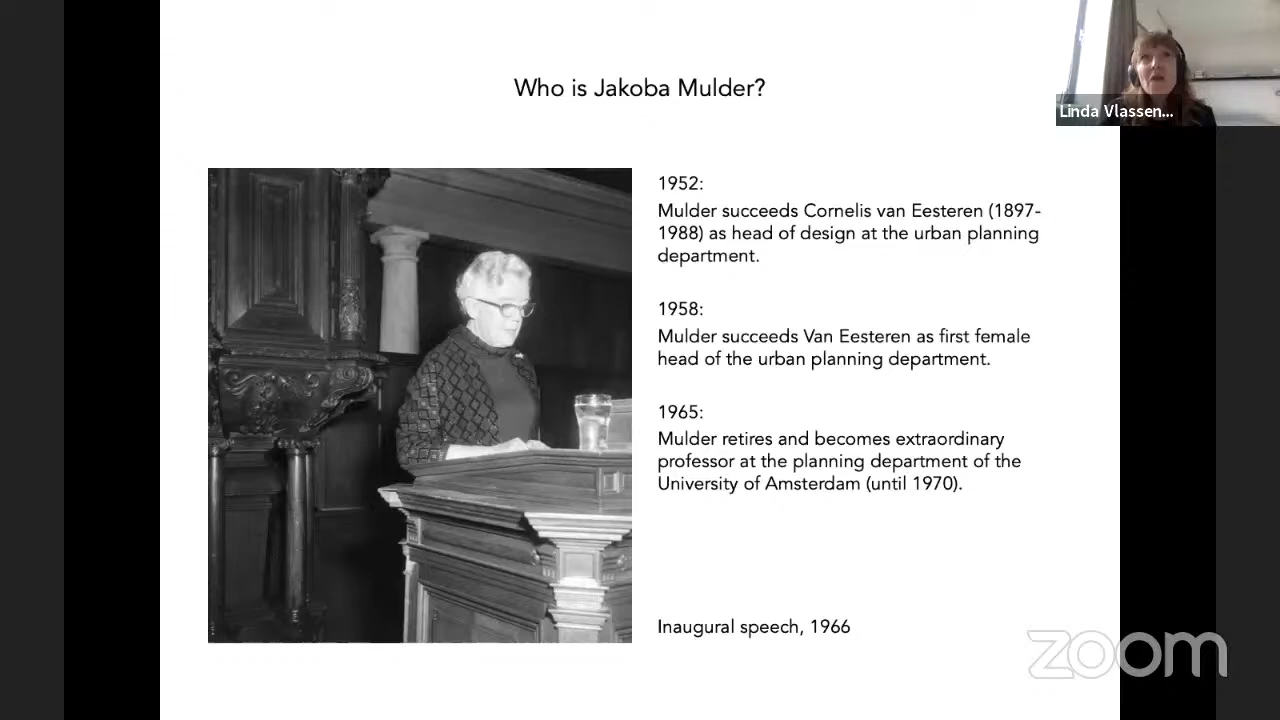 Who is Jakoba Mulder?
Linda Vlassen...
1952:
Mulder succeeds Cornelis van Eesteren (1897-
1988) as head of design at the urban planning
department.
1958:
Mulder succeeds Van Eesteren as first female
head of the urban planning department.
1965:
Mulder retires and becomes extraordinary
professor at the planning department of the
University of Amsterdam (until 1970).
Inaugural speech, 1966
zoom